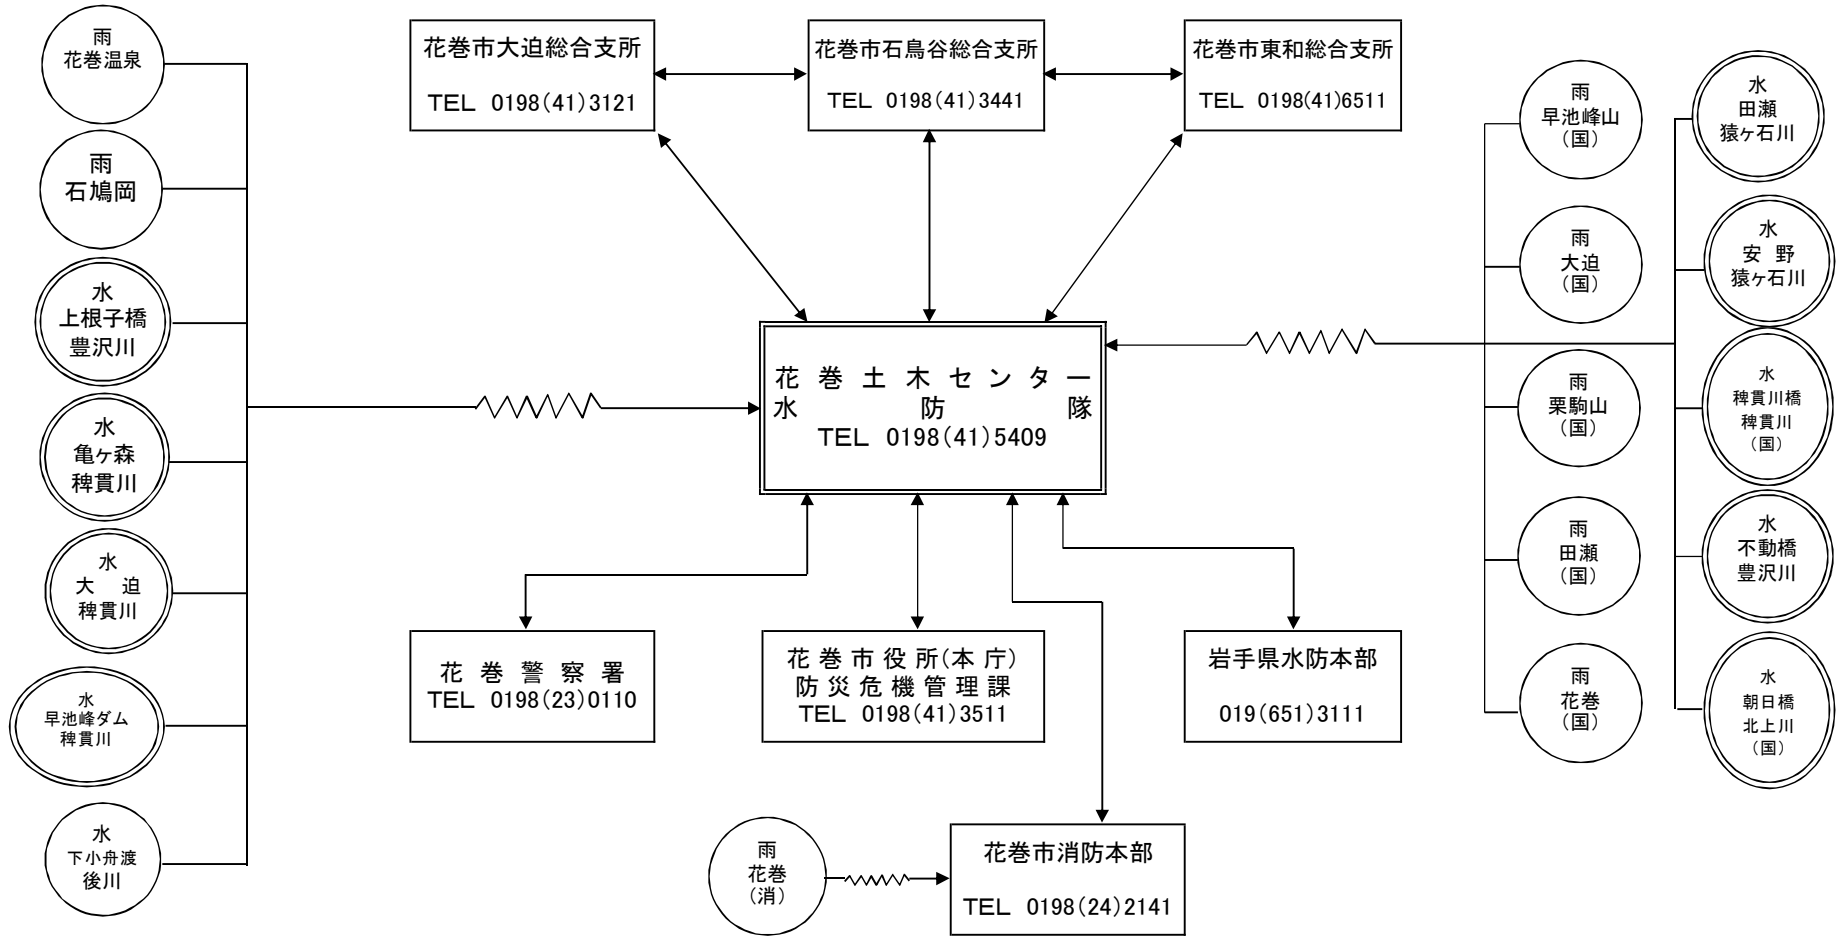 雨
花巻温泉
雨
石鳩岡
水
上根子橋
豊沢川
水
亀ヶ森
稗貫川
水
大 迫
稗貫川
水
早池峰ダム
稗貫川
水
下小舟渡
後川
花巻市大迫総合支所
TEL 0198(41)3121
花巻市石鳥谷総合支所
TEL 0198(41)3441
花巻市東和総合支所
TEL 0198(41)6511
花巻土木センター
水防隊
TEL 0198(41)5409
花巻警察署
TEL 0198(23)0110
花巻市役所(本庁)
防災危機管理課
TEL 0198(41)3511
岩手県水防本部
019(651)3111
雨
花巻
(消)
花巻市消防本部
TEL 0198(24)2141
雨
早池峰山
(国)
雨
大迫
(国)
雨
栗駒山
(国)
雨
田瀬
(国)
雨
花巻
(国)
水
田瀬
猿ヶ石川
水
安 野
猿ヶ石川
水
稗貫川橋
稗貫川
(国)
水
不動橋
豊沢川
水
朝日橋
北上川
(国)